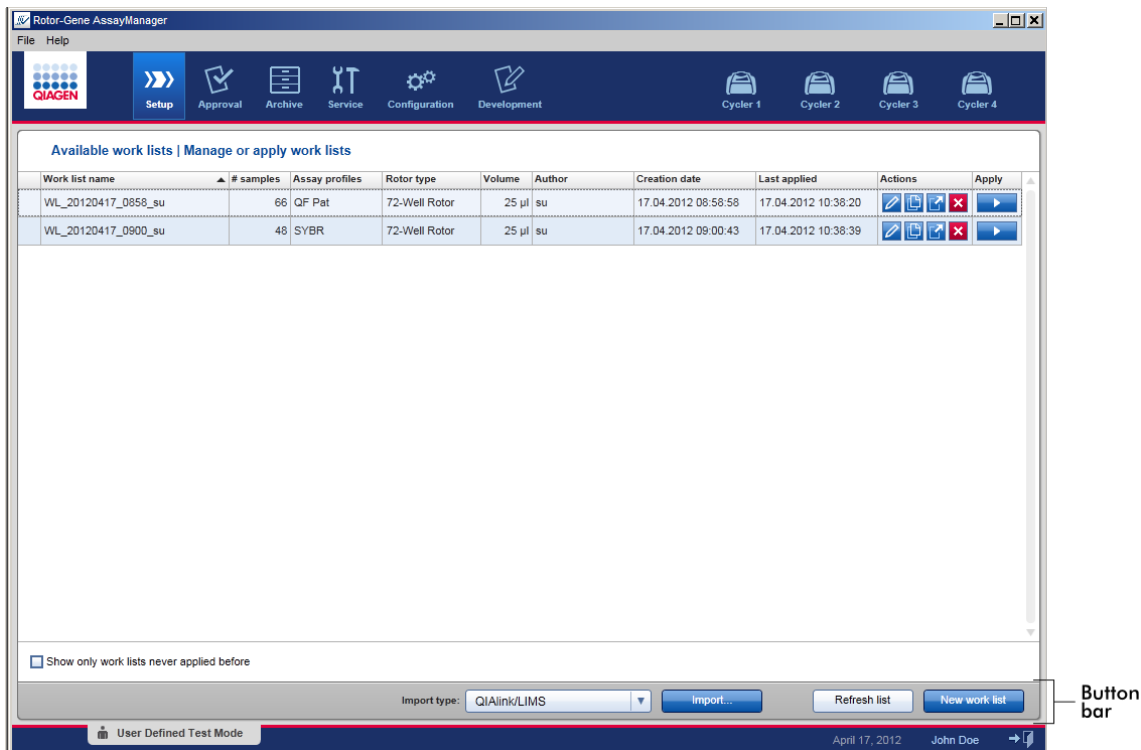 Rotor-Gene AssayManager
File Help
QIAGEN
Setup Approval Archive Service Configuration Development Cycler 1 Cycler 2 Cycler 3 Cycler 4
Available work lists | Manage or apply work lists
Work list name # samples Assay profiles Rotor type Volume Author Creation date Last applied Actions Apply
WL_20120417_0858_su 66 QF Pat 72-Well Rotor 25 µl su 17.04.2012 08:58:58 17.04.2012 10:38:20
WL_20120417_0900_su 48 SYBR 72-Well Rotor 25 µl su 17.04.2012 09:00:43 17.04.2012 10:38:39
Show only work lists never applied before
Import type: QIAlink/LIMS Import... Refresh list New work list
Button
bar
User Defined Test Mode April 17, 2012 John Doe